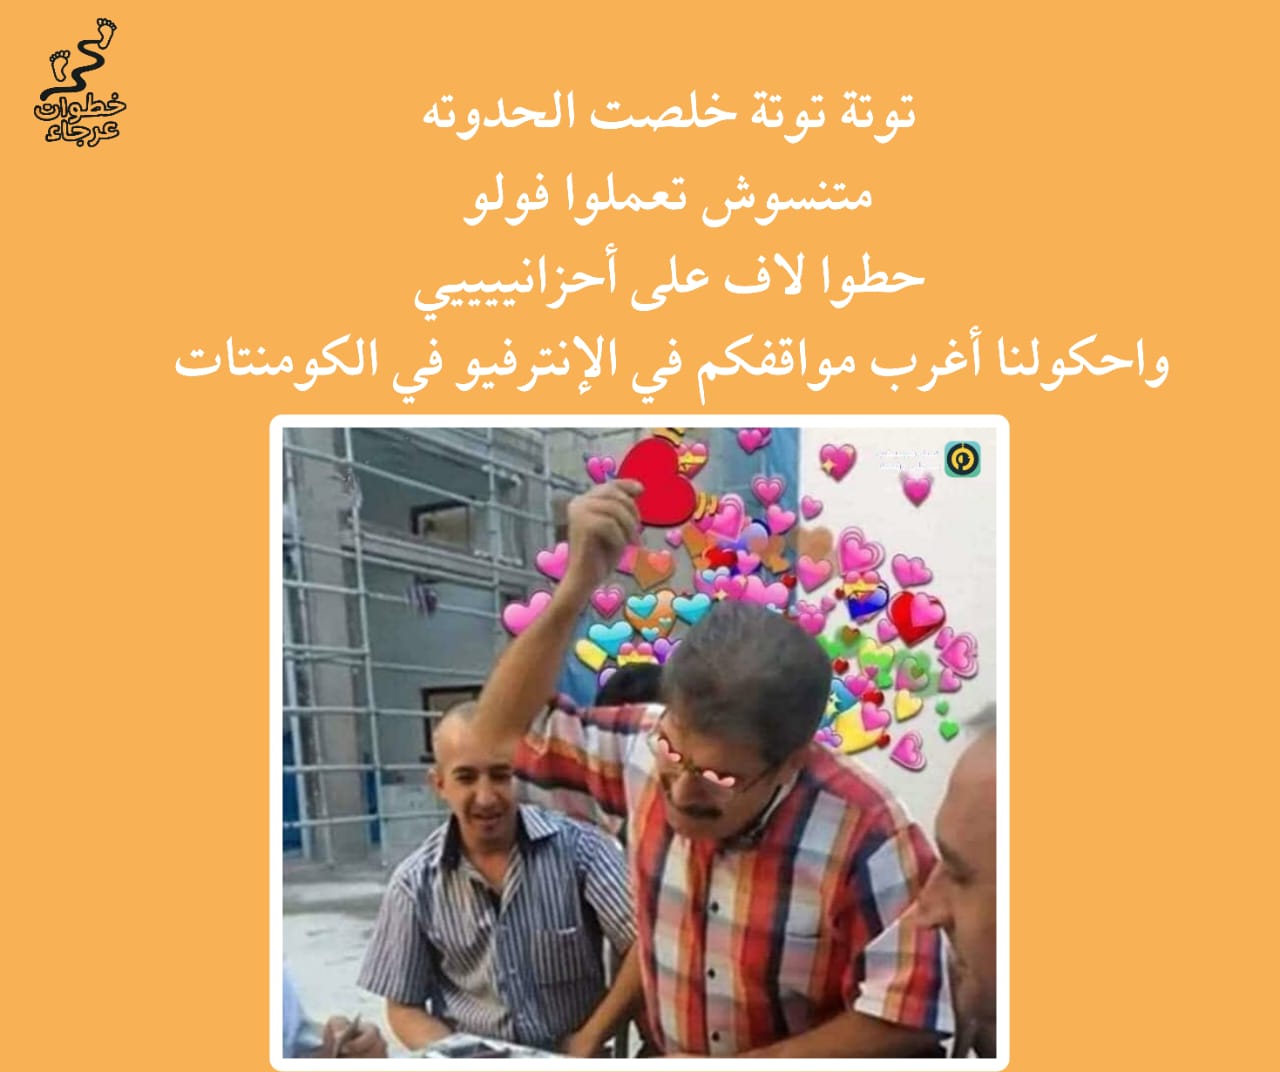 خطوات
عرجاء
توتة توتة خلصت الحدوته
متنسوش تعملوا فولو
حطوا لاف على أحزانييييي
واحكولنا أغرب مواقفكم في الإنترفيو في الكومنتات